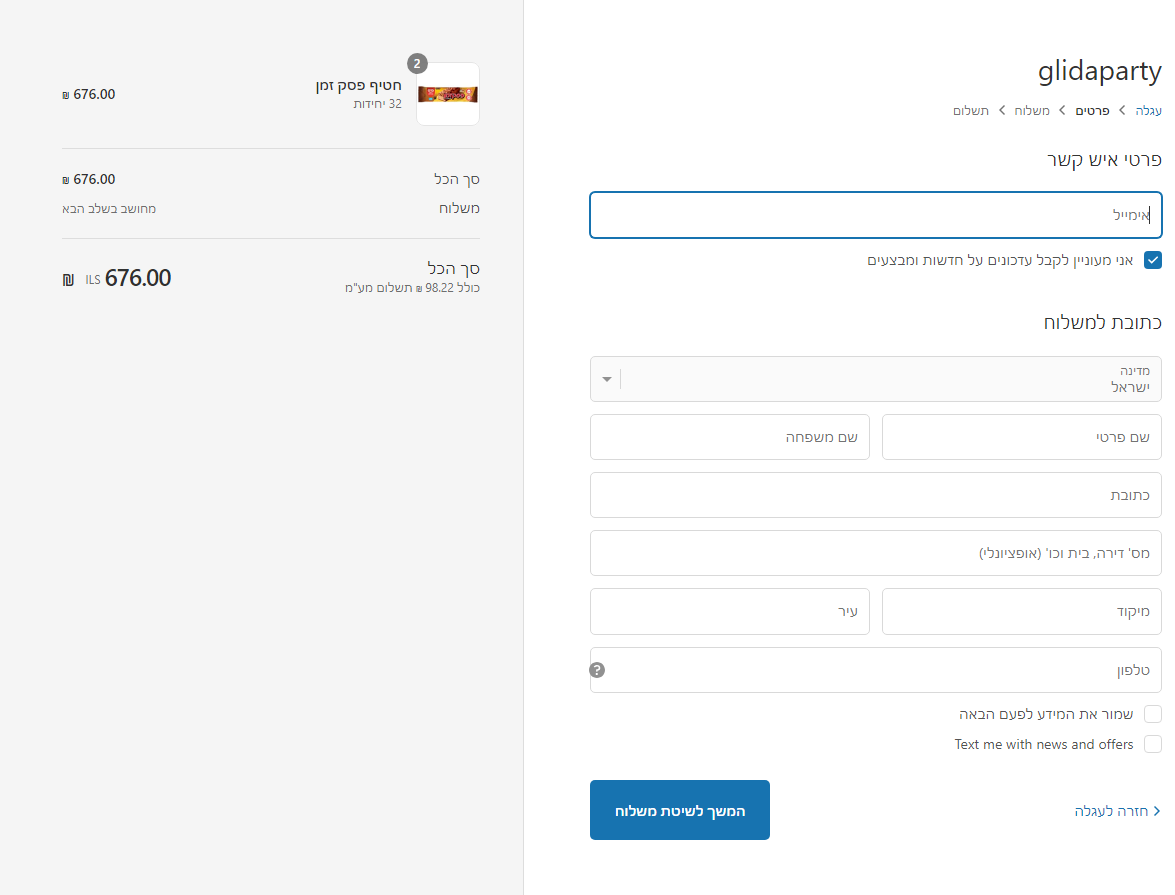 glidaparty
עגלה > פרטים > משלוח > תשלום
פרטי איש קשר
אימייל
אני מעוניין לקבל עדכונים על חדשות ומבצעים
כתובת למשלוח
מדינה
ישראל
שם פרטי
שם משפחה
כתובת
מס' דירה, בית וכו' (אופציונלי)
מיקוד
עיר
טלפון
?
שמור את המידע לפעם הבאה
Text me with news and offers
חזרה לעגלה
המשך לשיטת משלוח
2
חטיף פסק זמן
32 יחידות
676.00 ₪
סך הכל
676.00 ₪
משלוח
מחושב בשלב הבא
סך הכל
כולל 98.22 ₪ תשלום מע"מ
ILS 676.00 ₪